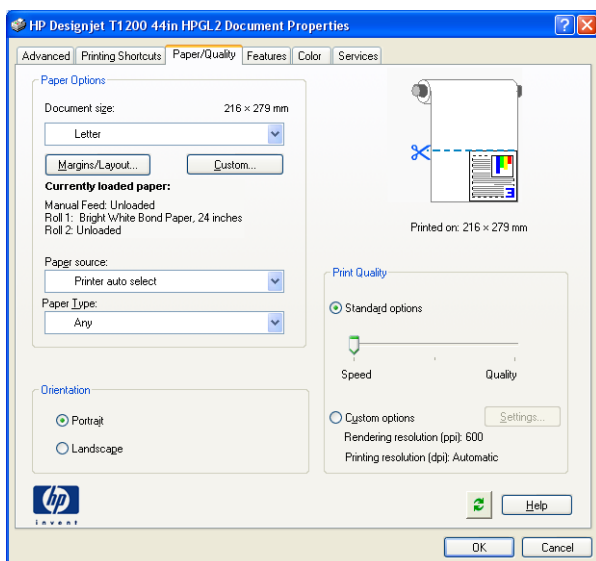 HP Designjet T1200 44in HPGL2 Document Properties
Advanced Printing Shortcuts Paper/Quality Features Color Services
Paper Options
Document size: 216 × 279 mm
Letter
Margins/Layout... Custom...
Currently loaded paper:
Manual Feed: Unloaded
Roll 1: Bright White Bond Paper, 24 inches
Roll 2: Unloaded
Paper source:
Printer auto select
Paper Type:
Any
Orientation
Portrait
Landscape
Printed on: 216 × 279 mm
Print Quality
Standard options
Speed Quality
Custom options Settings...
Rendering resolution (ppi): 600
Printing resolution (dpi): Automatic
hp
invent
Help
OK Cancel